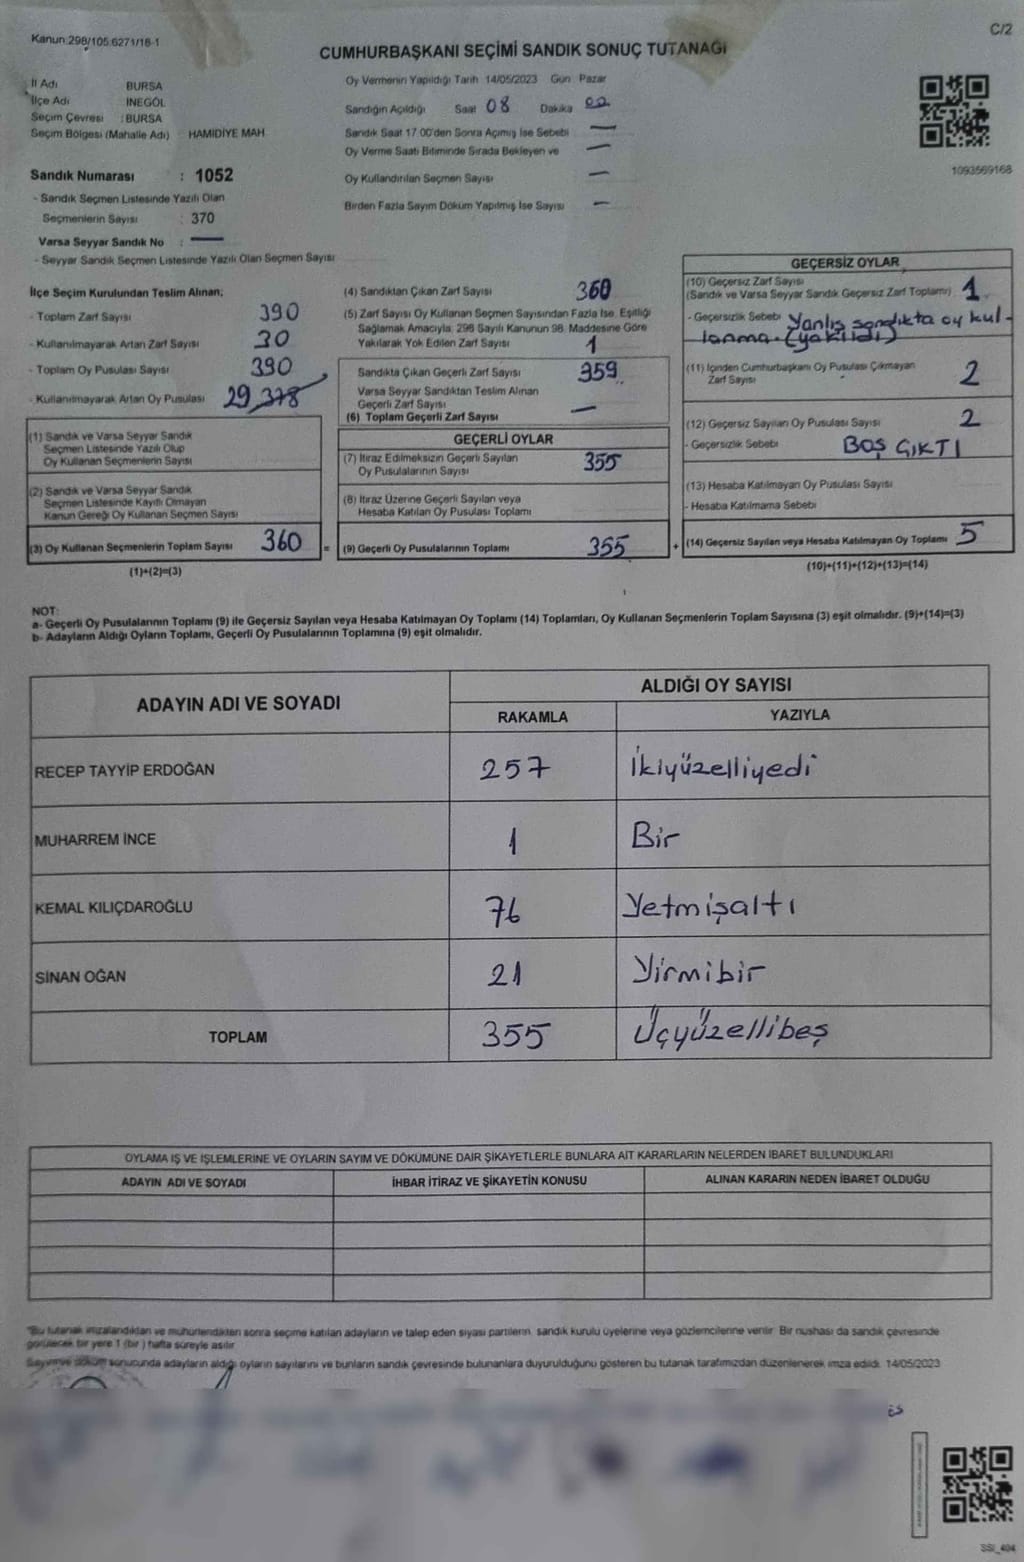 Kanun:298/105.6271/18-1
C/2
CUMHURBAŞKANI SEÇİMİ SANDIK SONUÇ TUTANAĞI
İl Adı BURSA
İlçe Adı İNEGÖL
Seçim Çevresi : BURSA
Seçim Bölgesi (Mahalle Adı) : HAMİDİYE MAH
Sandık Numarası : 1052
- Sandık Seçmen Listesinde Yazılı Olan
Seçmenlerin Sayısı : 370
Varsa Seyyar Sandık No : —
- Seyyar Sandık Seçmen Listesinde Yazılı Olan Seçmen Sayısı
Oy Vermenin Yapıldığı Tarih 14/05/2023 Gün Pazar
Sandığın Açıldığı Saat 08 Dakika 00
Sandık Saat 17.00'den Sonra Açımış İse Sebebi —
Oy Verme Saati Bitiminde Sırada Bekleyen ve —
Oy Kullandırılan Seçmen Sayısı —
Birden Fazla Sayım Döküm Yapılmış İse Sayısı —
1093569168
İlçe Seçim Kurulundan Teslim Alınan;
- Toplam Zarf Sayısı 390
- Kullanılmayarak Artan Zarf Sayısı 30
- Toplam Oy Pusulası Sayısı 390
- Kullanılmayarak Artan Oy Pusulası 29 378
(1) Sandık ve Varsa Seyyar Sandık
Seçmen Listesinde Yazılı Olup
Oy Kullanan Seçmenlerin Sayısı
(2) Sandık ve Varsa Seyyar Sandık
Seçmen Listesinde Kayıtlı Olmayan
Kanun Gereği Oy Kullanan Seçmen Sayısı
(3) Oy Kullanan Seçmenlerin Toplam Sayısı 360 =
(1)+(2)=(3)
(4) Sandıktan Çıkan Zarf Sayısı 360
(5) Zarf Sayısı Oy Kullanan Seçmen Sayısından Fazla İse, Eşitliği
Sağlamak Amacıyla; 298 Sayılı Kanunun 98. Maddesine Göre
Yakılarak Yok Edilen Zarf Sayısı 1
Sandıkta Çıkan Geçerli Zarf Sayısı 359
Varsa Seyyar Sandıktan Teslim Alınan
Geçerli Zarf Sayısı —
(6) Toplam Geçerli Zarf Sayısı
GEÇERLİ OYLAR
(7) İtiraz Edilmeksizin Geçerli Sayılan
Oy Pusulalarının Sayısı 355
(8) İtiraz Üzerine Geçerli Sayılan veya
Hesaba Katılan Oy Pusulası Toplamı
(9) Geçerli Oy Pusulalarının Toplamı 355 +
GEÇERSİZ OYLAR
(10) Geçersiz Zarf Sayısı
(Sandık ve Varsa Seyyar Sandık Geçersiz Zarf Toplamı) 1
- Geçersizlik Sebebi Yanlış sandıkta oy kul-
lanma. (yakıldı)
(11) İçinden Cumhurbaşkanı Oy Pusulası Çıkmayan
Zarf Sayısı 2
(12) Geçersiz Sayılan Oy Pusulası Sayısı 2
- Geçersizlik Sebebi BOŞ ÇIKTI
(13) Hesaba Katılmayan Oy Pusulası Sayısı
- Hesaba Katılmama Sebebi
(14) Geçersiz Sayılan veya Hesaba Katılmayan Oy Toplamı 5
(10)+(11)+(12)+(13)=(14)
NOT:
a- Geçerli Oy Pusulalarının Toplamı (9) ile Geçersiz Sayılan veya Hesaba Katılmayan Oy Toplamı (14) Toplamları, Oy Kullanan Seçmenlerin Toplam Sayısına (3) eşit olmalıdır. (9)+(14)=(3)
b- Adayların Aldığı Oyların Toplamı, Geçerli Oy Pusulalarının Toplamına (9) eşit olmalıdır.
ADAYIN ADI VE SOYADI ALDIĞI OY SAYISI
RAKAMLA YAZIYLA
RECEP TAYYİP ERDOĞAN 257 İkiyüzelliyedi
MUHARREM İNCE 1 Bir
KEMAL KILIÇDAROĞLU 76 Yetmişaltı
SİNAN OĞAN 21 Yirmibir
TOPLAM 355 Üçyüzellibeş
OYLAMA İŞ VE İŞLEMLERİNE VE OYLARIN SAYIM VE DÖKÜMÜNE DAİR ŞİKAYETLERLE BUNLARA AİT KARARLARIN NELERDEN İBARET BULUNDUKLARI
ADAYIN ADI VE SOYADI İHBAR İTİRAZ VE ŞİKAYETİN KONUSU ALINAN KARARIN NEDEN İBARET OLDUĞU
"Bu tutanak imzalandıktan ve mühürlendikten sonra seçime katılan adayların ve talep eden siyasi partilerin, sandık kurulu üyelerine veya gözlemcilerine verilir. Bir nüshası da sandık çevresinde
görülecek bir yere 1 (bir) hafta süreyle asılır
Sayım ve döküm sonucunda adayların aldığı oyların sayılarını ve bunların sandık çevresinde bulunanlara duyurulduğunu gösteren bu tutanak tarafımızdan düzenlenerek imza edildi. 14/05/2023
SSI_404